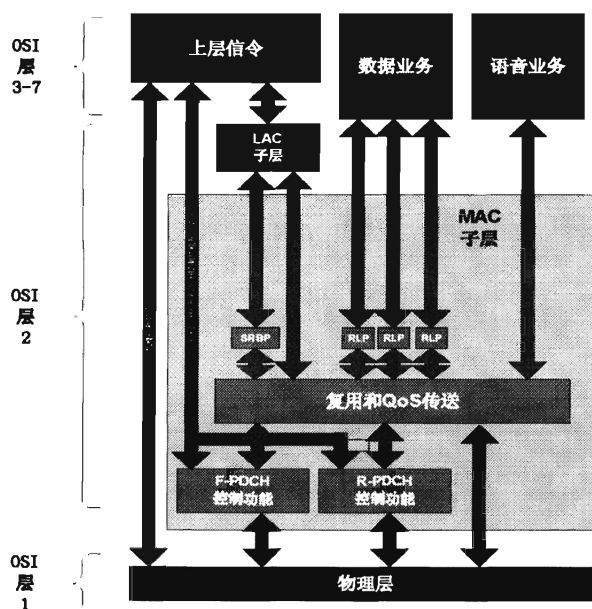 OSI
层
3-7
上层信令
数据业务
语音业务
LAC
子层
MAC
子层
OSI
层
2
SRBP
RLP
RLP
RLP
复用和QoS传送
F-PDCH
控制功能
R-PDCH
控制功能
OSI
层
1
物理层